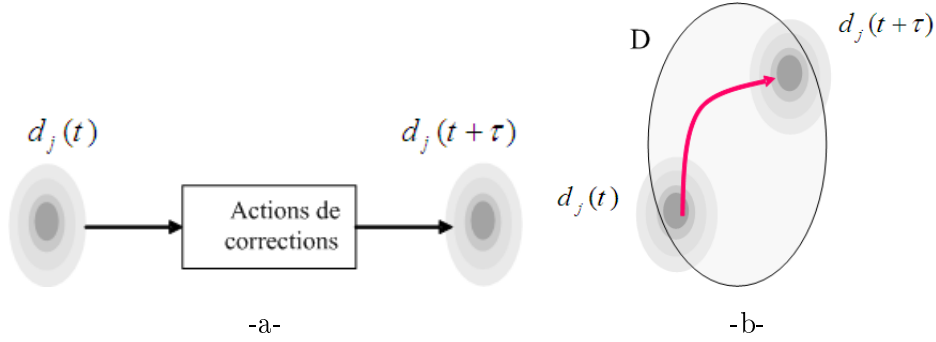 d_j(t)
d_j(t + τ)
Actions de
corrections
-a-
D
d_j(t+τ)
d_j(t)
-b-